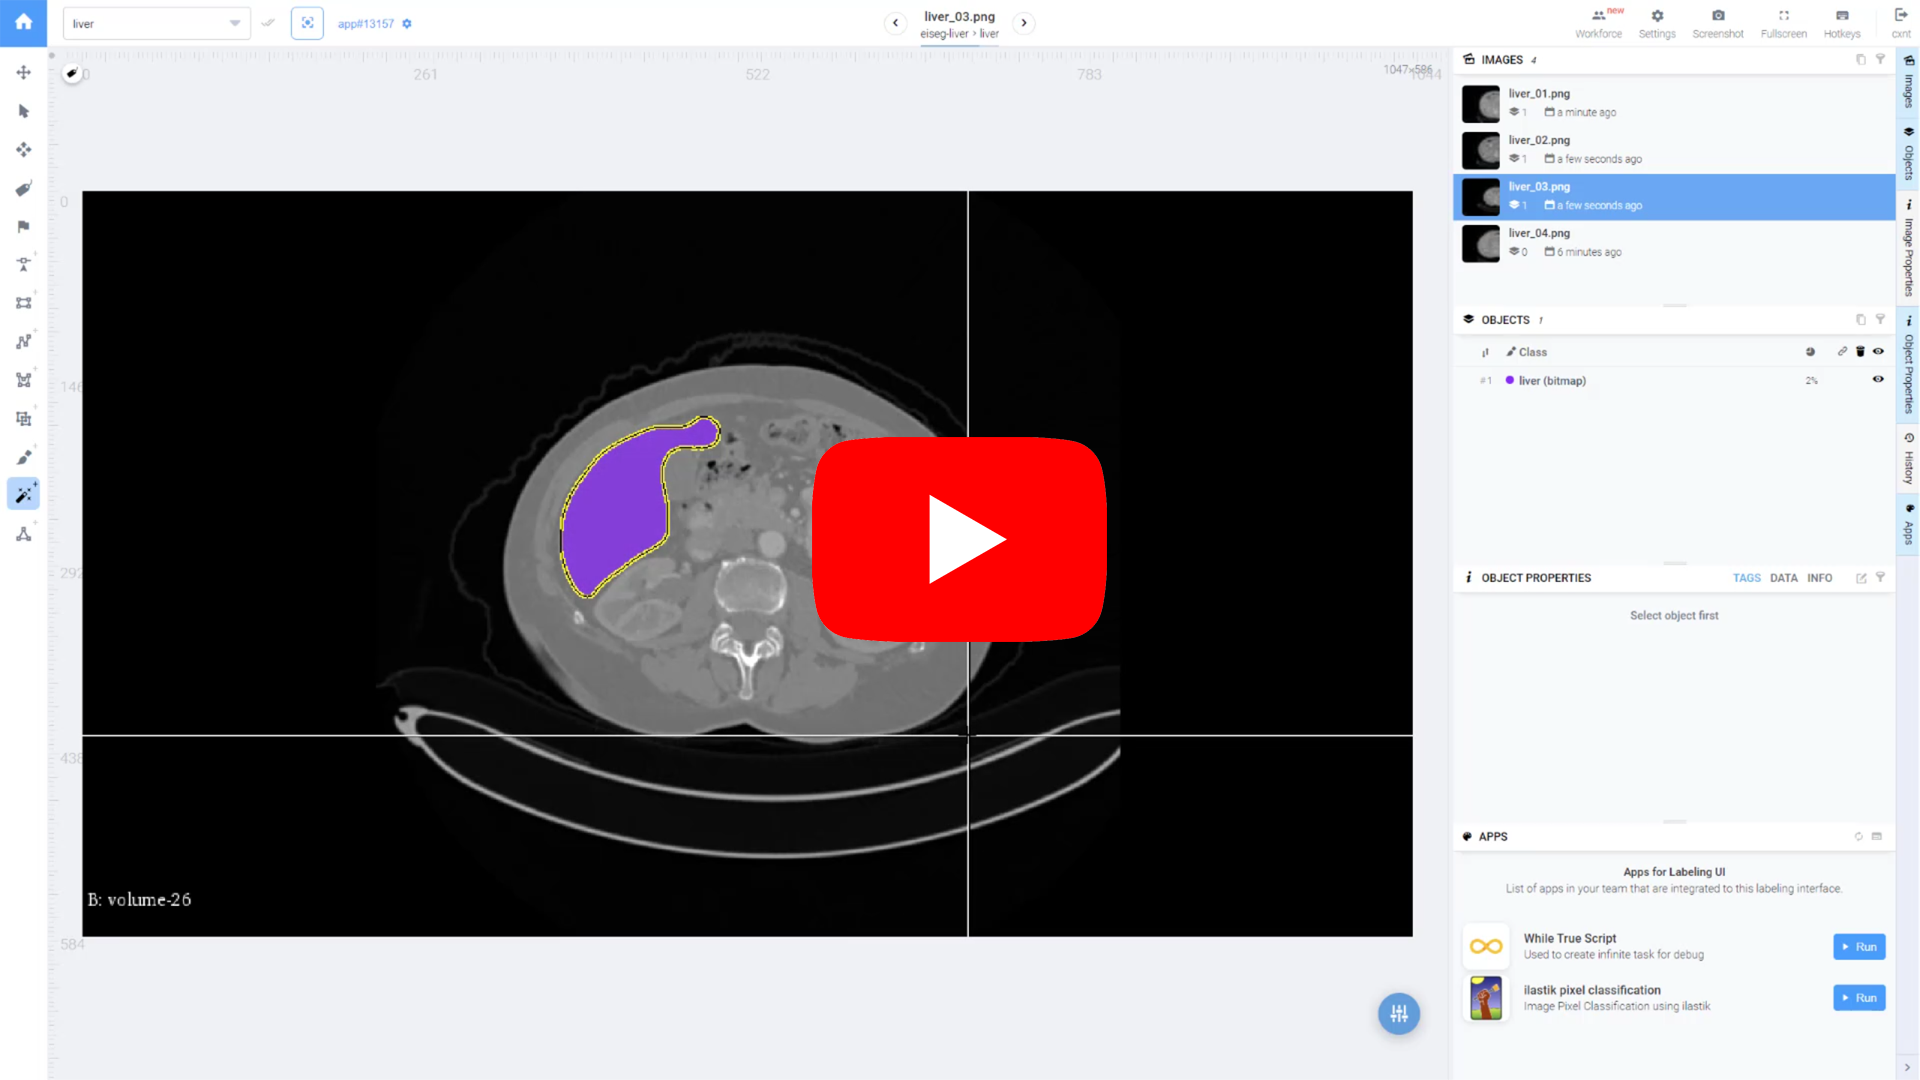 liver
app#13157
liver_03.png
eiseg-liver > liver
new
Workforce
Settings
Screenshot
Fullscreen
Hotkeys
cxnt
0
261
522
783
1047×586
1044
0
146
292
438
584
B: volume-26
IMAGES 4
liver_01.png
1 a minute ago
liver_02.png
1 a few seconds ago
liver_03.png
1 a few seconds ago
liver_04.png
0 6 minutes ago
OBJECTS 1
Class
#1 liver (bitmap) 2%
OBJECT PROPERTIES TAGS DATA INFO
Select object first
APPS
Apps for Labeling UI
List of apps in your team that are integrated to this labeling interface.
While True Script
Used to create infinite task for debug
Run
ilastik pixel classification
Image Pixel Classification using ilastik
Run
Images
Objects
Image Properties
Object Properties
History
Apps